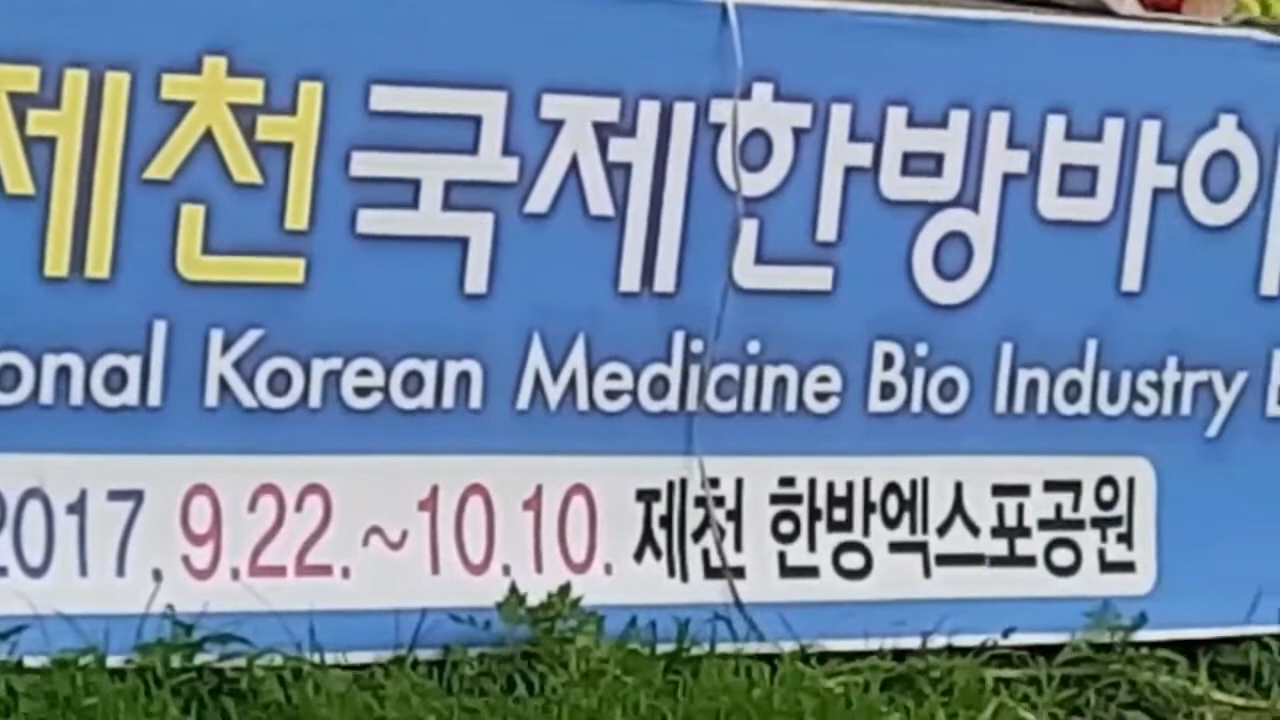 제천국제한방바이
onal Korean Medicine Bio Industry
2017. 9.22.~10.10. 제천 한방엑스포공원